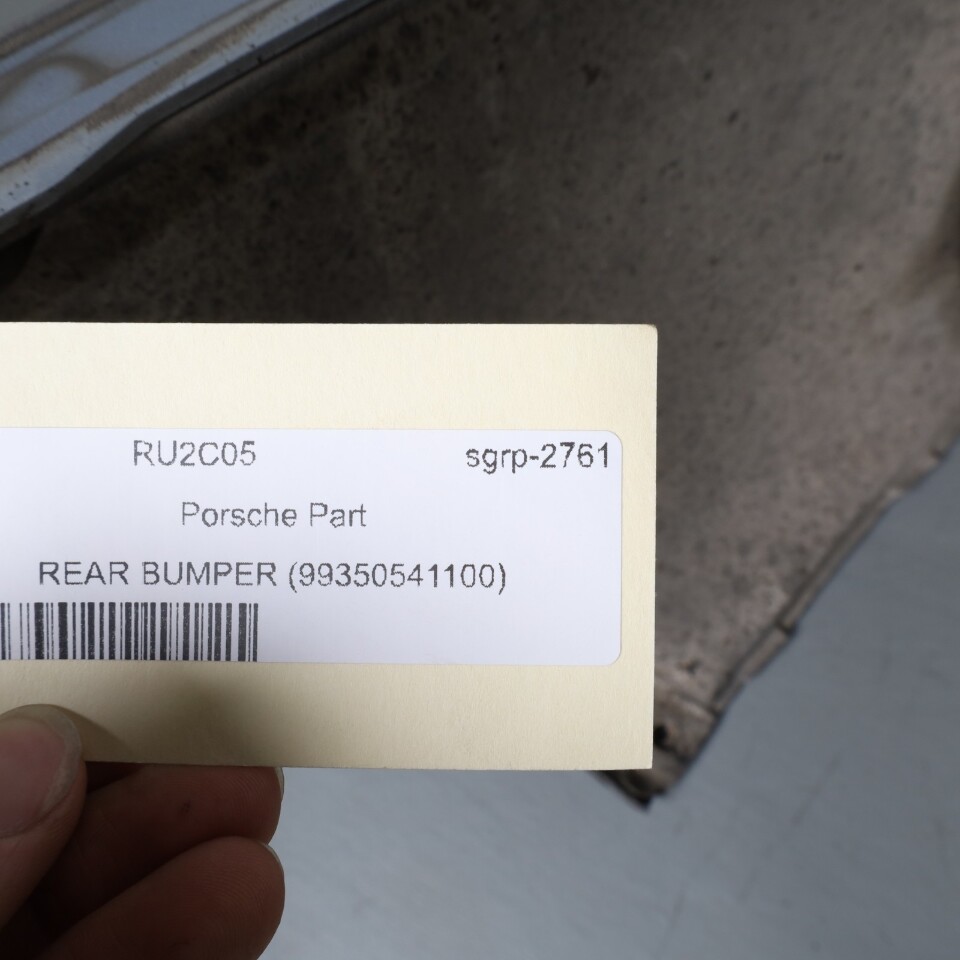 RU2C05 sgrp-2761
Porsche Part
REAR BUMPER (99350541100)